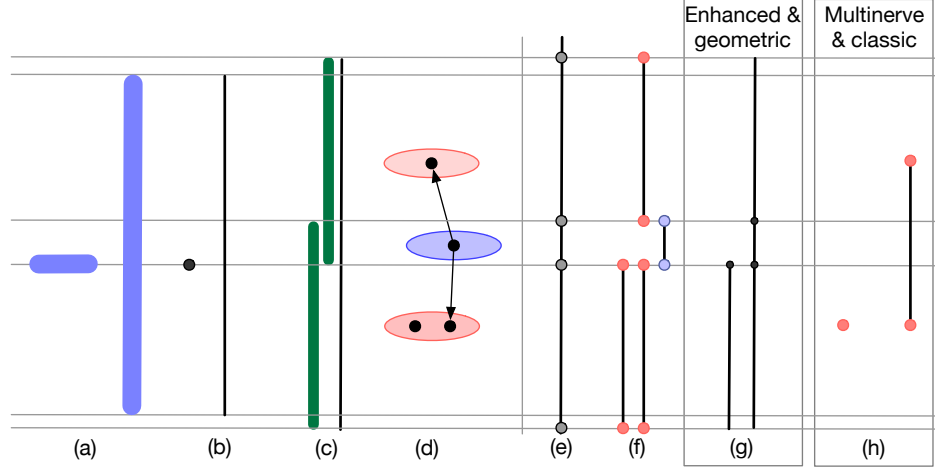 Enhanced &
geometric
Multinerve
& classic
(a)
(b)
(c)
(d)
(e)
(f)
(g)
(h)